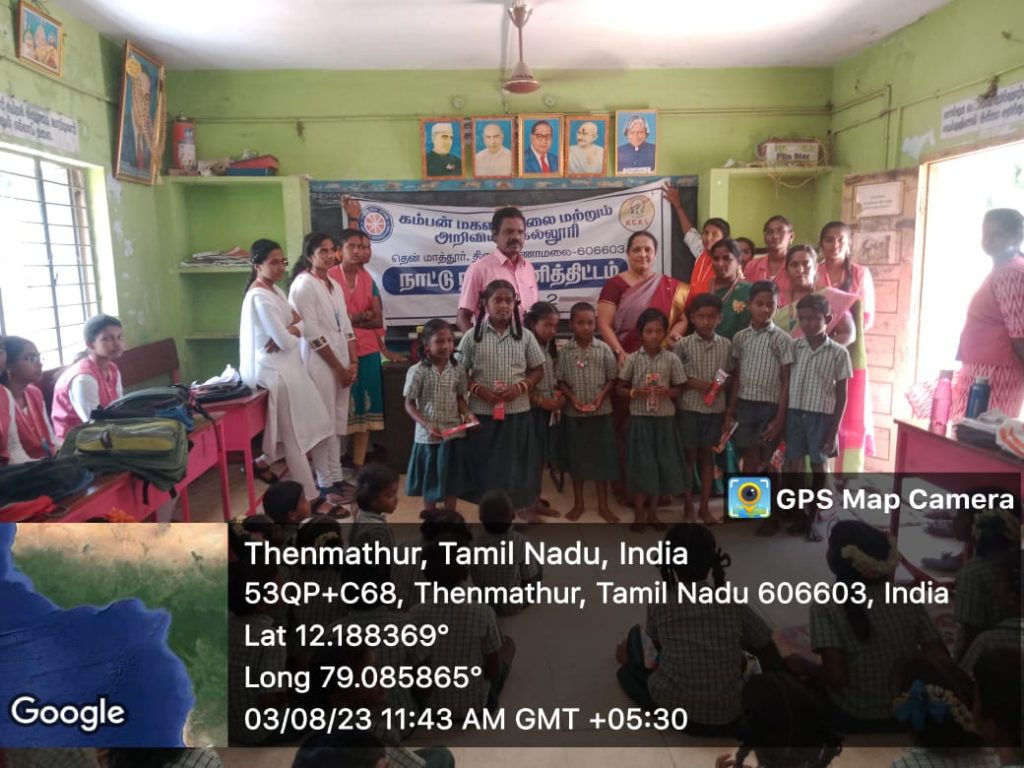 கம்பன் மகளிர் கலை மற்றும்
அறிவியல் கல்லூரி
தென் மாத்தூர், திருவண்ணாமலை-606603
நாட்டு நலப்பணித்திட்டம்
2
KCAS
GPS Map Camera
Thenmathur, Tamil Nadu, India
53QP+C68, Thenmathur, Tamil Nadu 606603, India
Lat 12.188369°
Long 79.085865°
03/08/23 11:43 AM GMT +05:30
Google